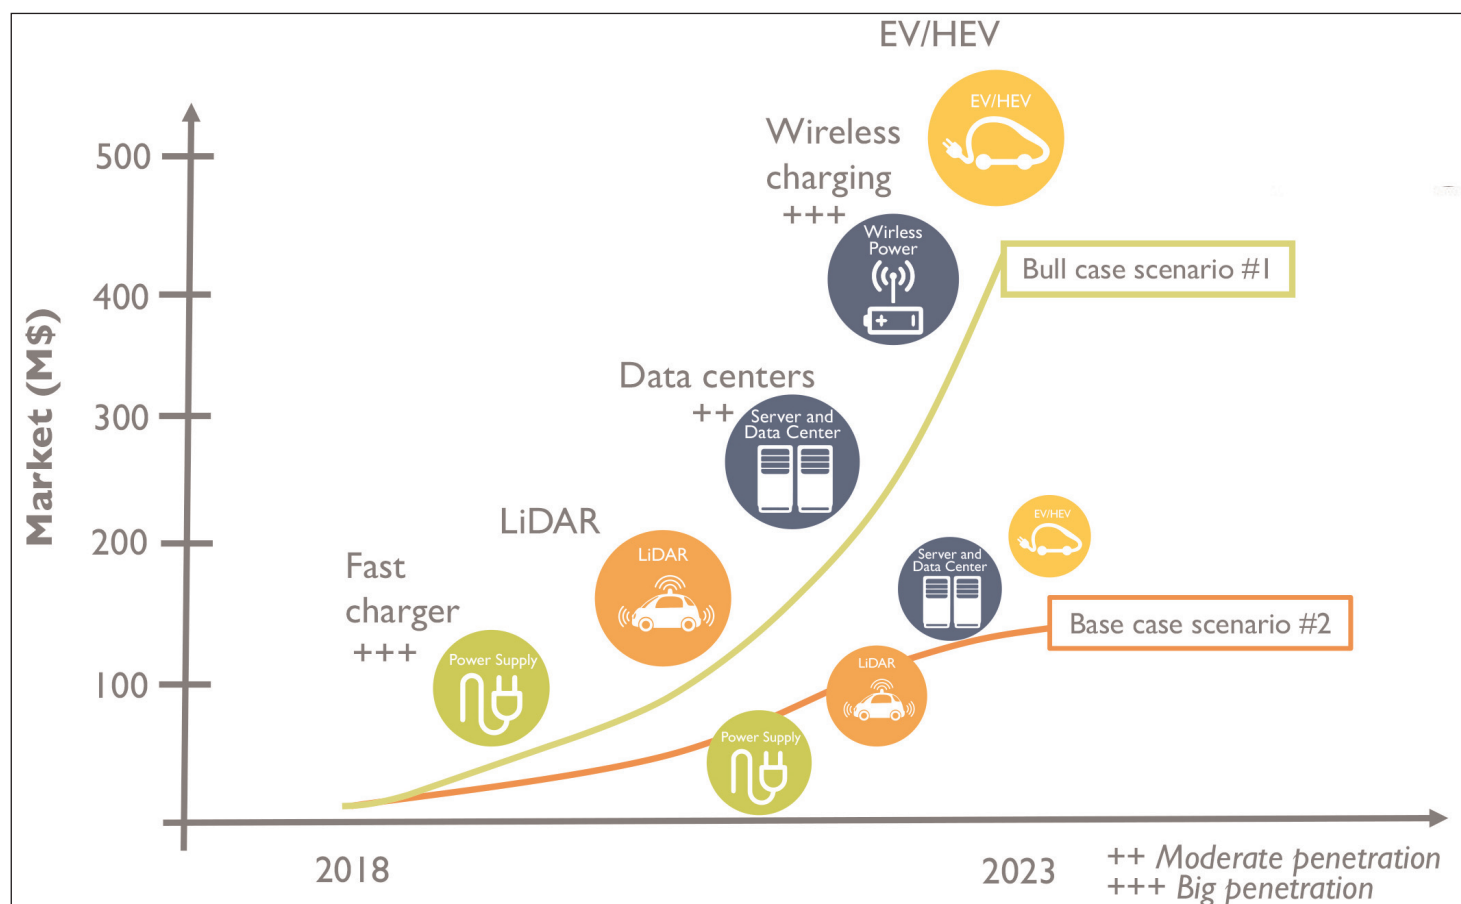 EV/HEV
EV/HEV
Wireless
charging
+++
Wirless
Power
Bull case scenario #1
Data centers
++
Server and
Data Center
LiDAR
LiDAR
Fast
charger
+++
Power Supply
500
400
300
200
100
Market (M$)
EV/HEV
Server and
Data Center
Base case scenario #2
LiDAR
Power Supply
2018
2023
++ Moderate penetration
+++ Big penetration